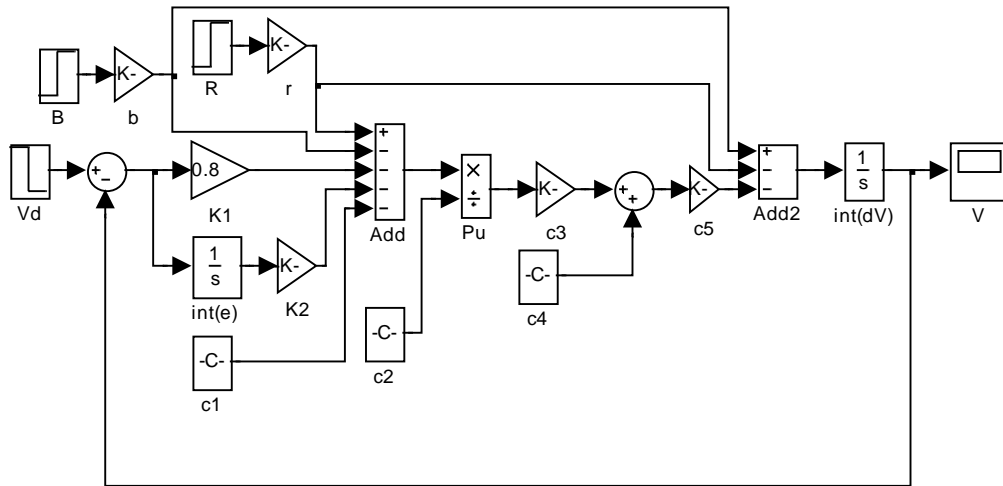 K-
B
b
R
K-
r
Vd
+
−
0.8
K1
1
s
int(e)
K-
K2
-C-
c1
+
−
−
−
−
Add
-C-
c2
×
÷
Pu
K-
c3
+
+
-C-
c4
K-
c5
+
−
−
Add2
1
s
int(dV)
V